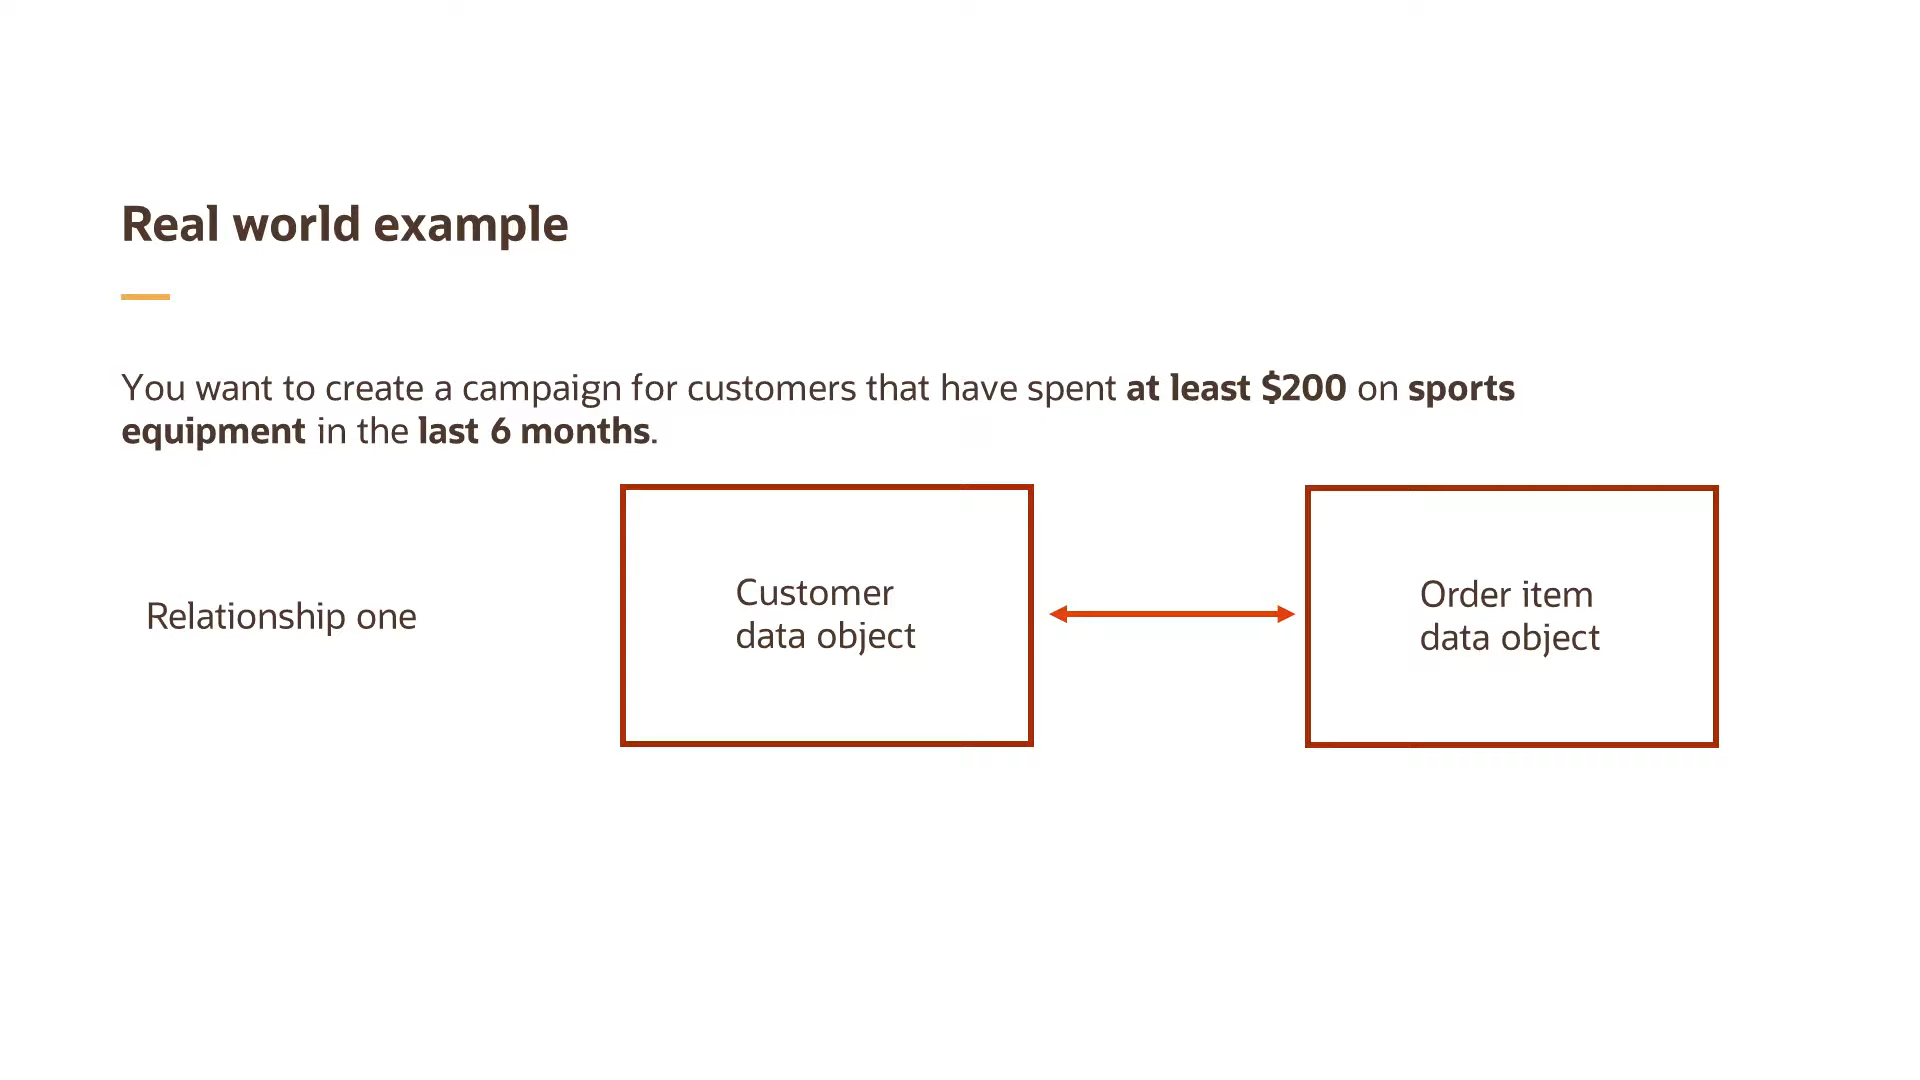 Real world example
You want to create a campaign for customers that have spent at least $200 on sports
equipment in the last 6 months.
Relationship one
Customer
data object
Order item
data object